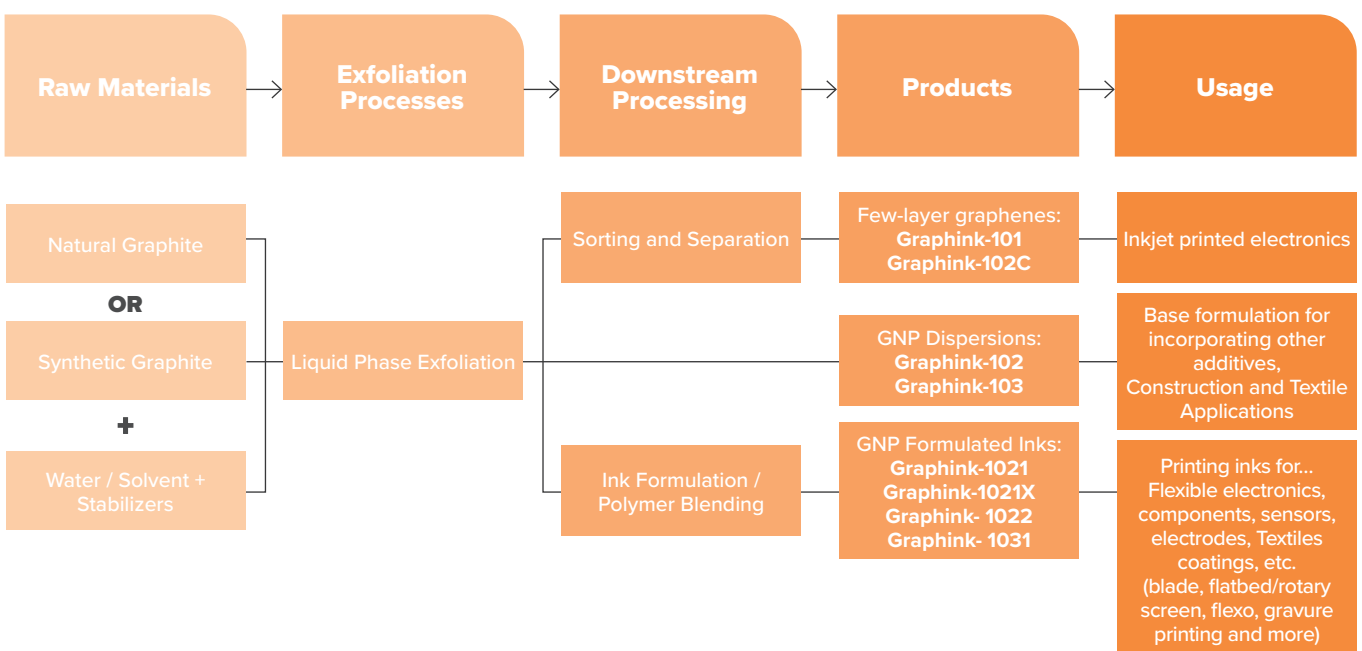 Raw Materials
Exfoliation
Processes
Downstream
Processing
Products
Usage
Natural Graphite
OR
Synthetic Graphite
+
Water / Solvent +
Stabilizers
Liquid Phase Exfoliation
Sorting and Separation
Ink Formulation /
Polymer Blending
Few-layer graphenes:
Graphink-101
Graphink-102C
GNP Dispersions:
Graphink-102
Graphink-103
GNP Formulated Inks:
Graphink-1021
Graphink-1021X
Graphink- 1022
Graphink- 1031
Inkjet printed electronics
Base formulation for
incorporating other
additives,
Construction and Textile
Applications
Printing inks for...
Flexible electronics,
components, sensors,
electrodes, Textiles
coatings, etc.
(blade, flatbed/rotary
screen, flexo, gravure
printing and more)